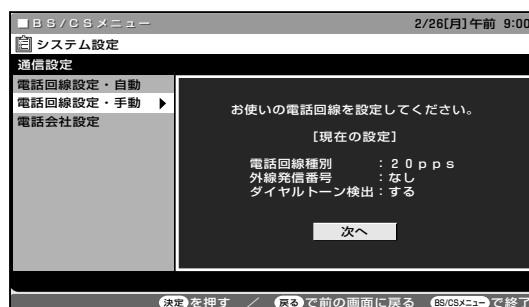 ■BS/CSメニュー 2/26[月]午前 9:00
システム設定
通信設定
電話回線設定・自動
電話回線設定・手動 ▶
電話会社設定
お使いの電話回線を設定してください。
[現在の設定]
電話回線種別 :20pps
外線発信番号 :なし
ダイヤルトーン検出:する
次へ
決定を押す / 戻るで前の画面に戻る BS/CSメニューで終了